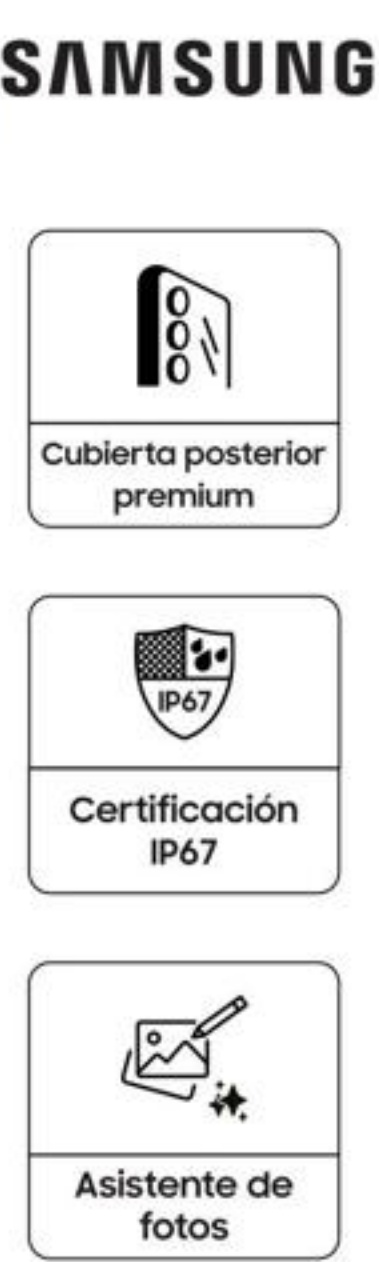 SAMSUNG
Cubierta posterior
premium
IP67
Certificación
IP67
Asistente de
fotos